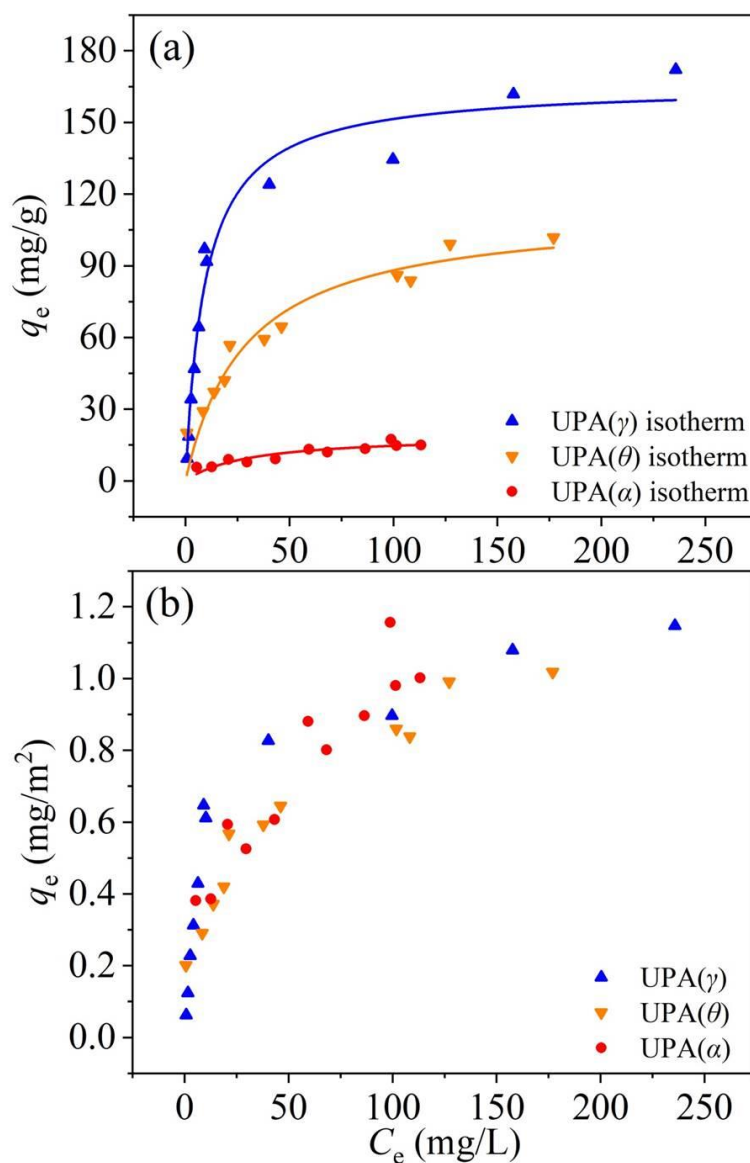 (a)
180
150
120
90
60
30
0
qe (mg/g)
UPA(γ) isotherm
UPA(θ) isotherm
UPA(α) isotherm
0 50 100 150 200 250
(b)
1.2
1.0
0.8
0.6
0.4
0.2
0.0
qe (mg/m²)
UPA(γ)
UPA(θ)
UPA(α)
0 50 100 150 200 250
Ce (mg/L)